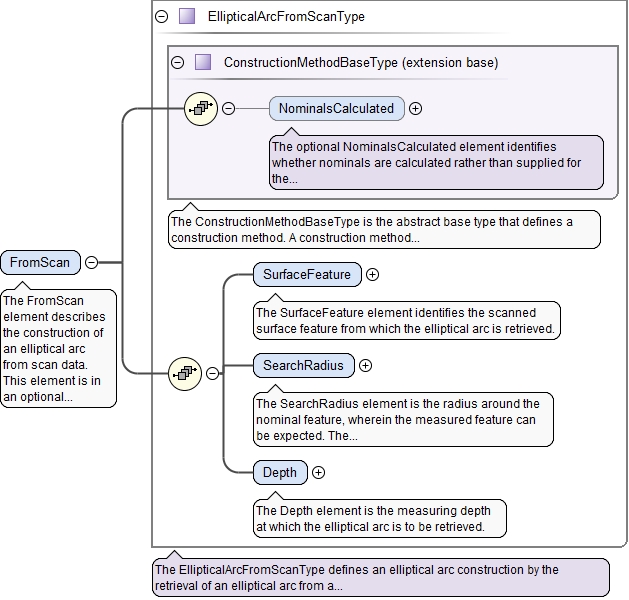 EllipticalArcFromScanType
ConstructionMethodBaseType (extension base)
NominalsCalculated
The optional NominalsCalculated element identifies
whether nominals are calculated rather than supplied for
the...
The ConstructionMethodBaseType is the abstract base type that defines a
construction method. A construction method...
FromScan
The FromScan
element describes
the construction of
an elliptical arc
from scan data.
This element is in
an optional...
SurfaceFeature
The SurfaceFeature element identifies the scanned
surface feature from which the elliptical arc is retrieved.
SearchRadius
The SearchRadius element is the radius around the
nominal feature, wherein the measured feature can
be expected. The...
Depth
The Depth element is the measuring depth
at which the elliptical arc is to be retrieved.
The EllipticalArcFromScanType defines an elliptical arc construction by the
retrieval of an elliptical arc from a...